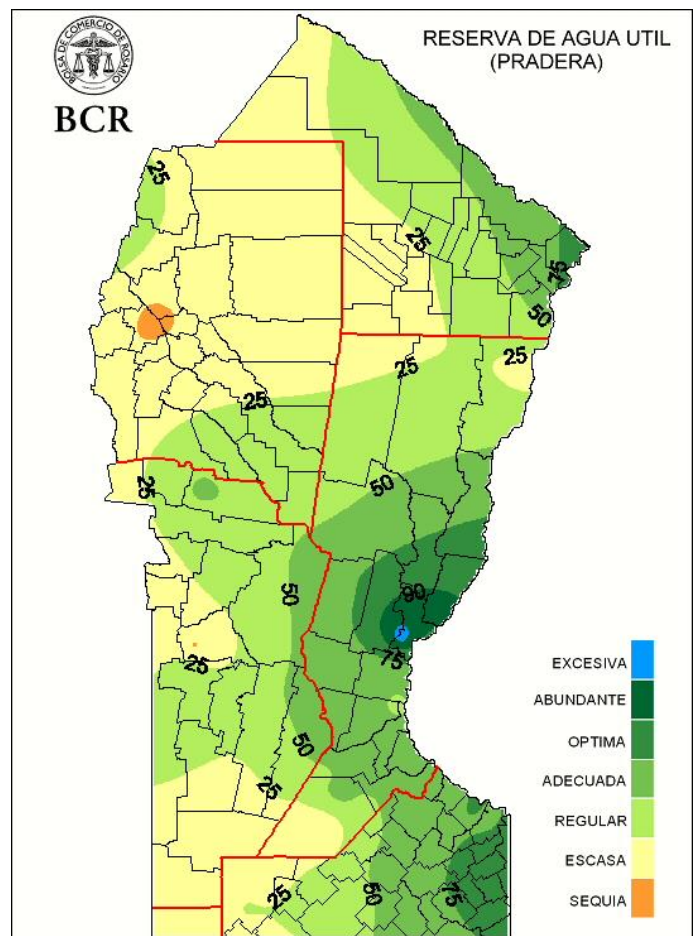 BOLSA DE COMERCIO DE ROSARIO
BCR
RESERVA DE AGUA UTIL
(PRADERA)
25
25
75
50
25
25
25
50
25
50
90
75
25
50
25
25
50
75
EXCESIVA
ABUNDANTE
OPTIMA
ADECUADA
REGULAR
ESCASA
SEQUIA